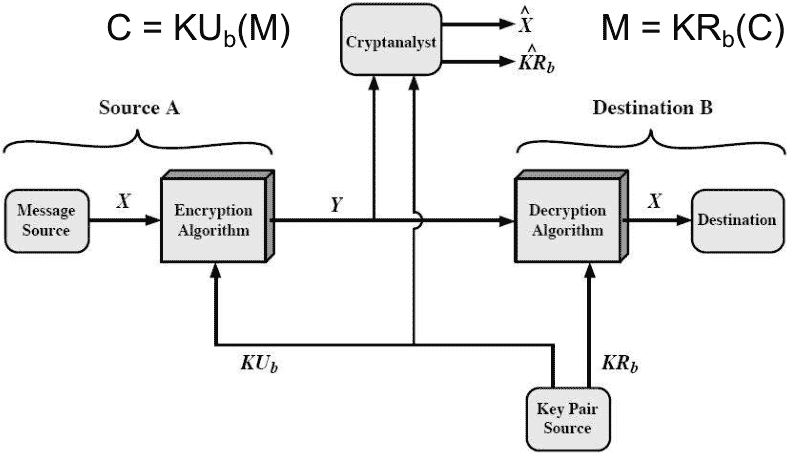 C = KU_b(M)
M = KR_b(C)
X̂
Cryptanalyst
K̂R_b
Source A
Destination B
Message
Source
X
Encryption
Algorithm
Y
Decryption
Algorithm
X
Destination
KU_b
KR_b
Key Pair
Source